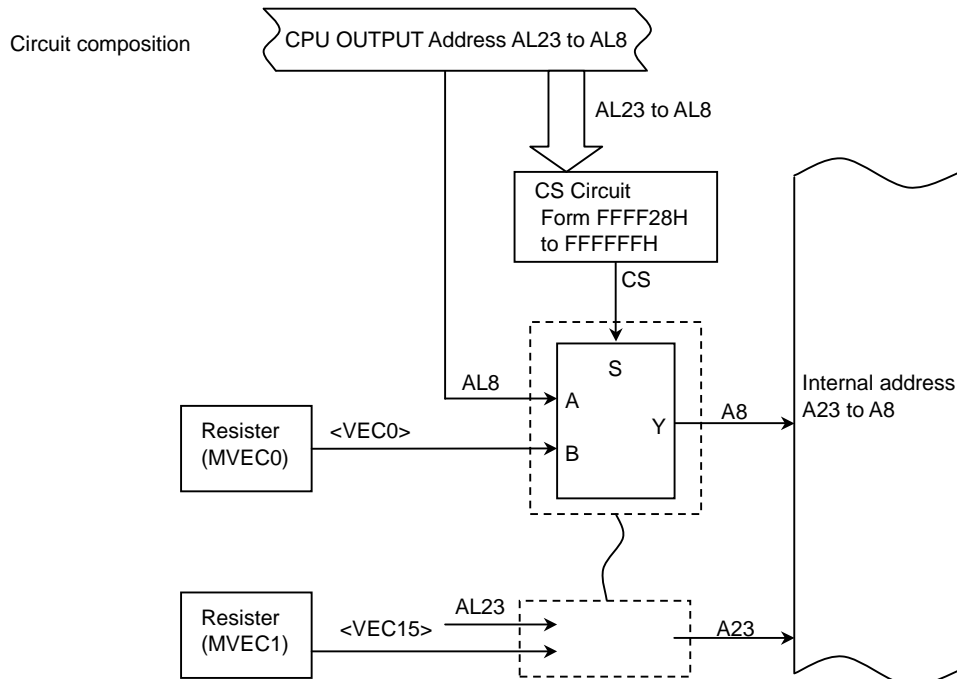 Circuit composition
CPU OUTPUT Address AL23 to AL8
AL23 to AL8
CS Circuit
Form FFFF28H
to FFFFFFH
CS
S
AL8
A
Y
A8
Internal address
A23 to A8
Resister
(MVEC0)
<VEC0>
B
Resister
(MVEC1)
AL23
<VEC15>
A23